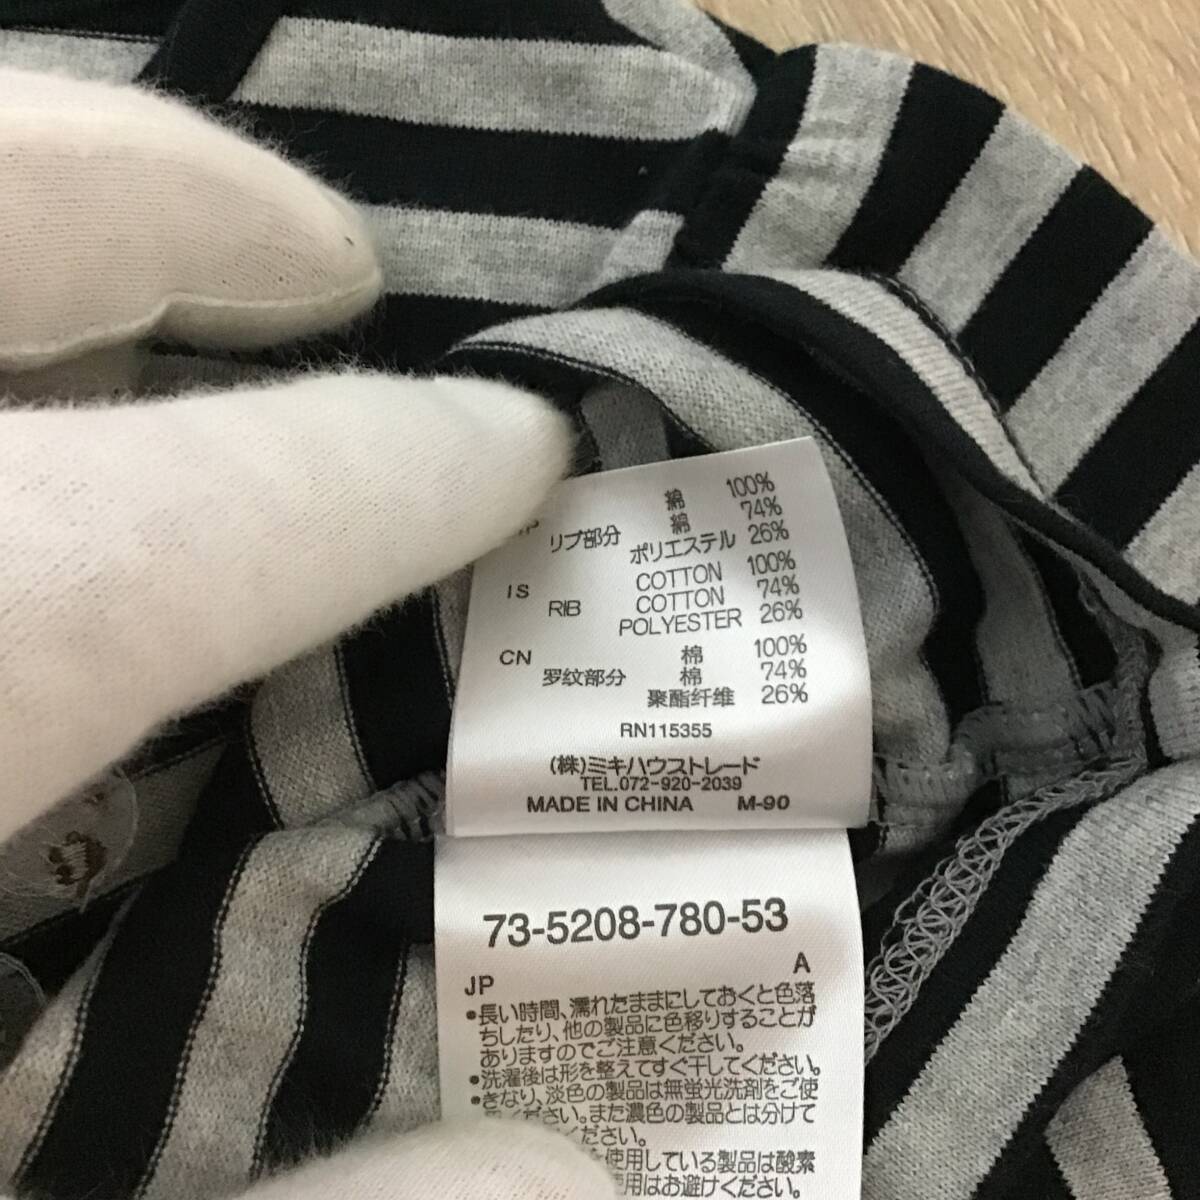 綿 100%
リブ部分 綿 74%
ポリエステル 26%
IS COTTON 100%
RIB COTTON 74%
POLYESTER 26%
CN 棉 100%
罗纹部分 棉 74%
聚酯纤维 26%
RN115355
(株)ミキハウストレード
TEL.072-920-2039
MADE IN CHINA M-90
73-5208-780-53
JP A
•長い時間、濡れたままにしておくと色落
ちしたり、他の製品に色移りすることが
ありますのでご注意ください。
•洗濯後は形を整えてすぐ干してください。
•きなり、淡色の製品は無蛍光洗剤をご使
ください。また濃色の製品とは分けて
ください。
を使用している製品は酸素
使用はお避けください。